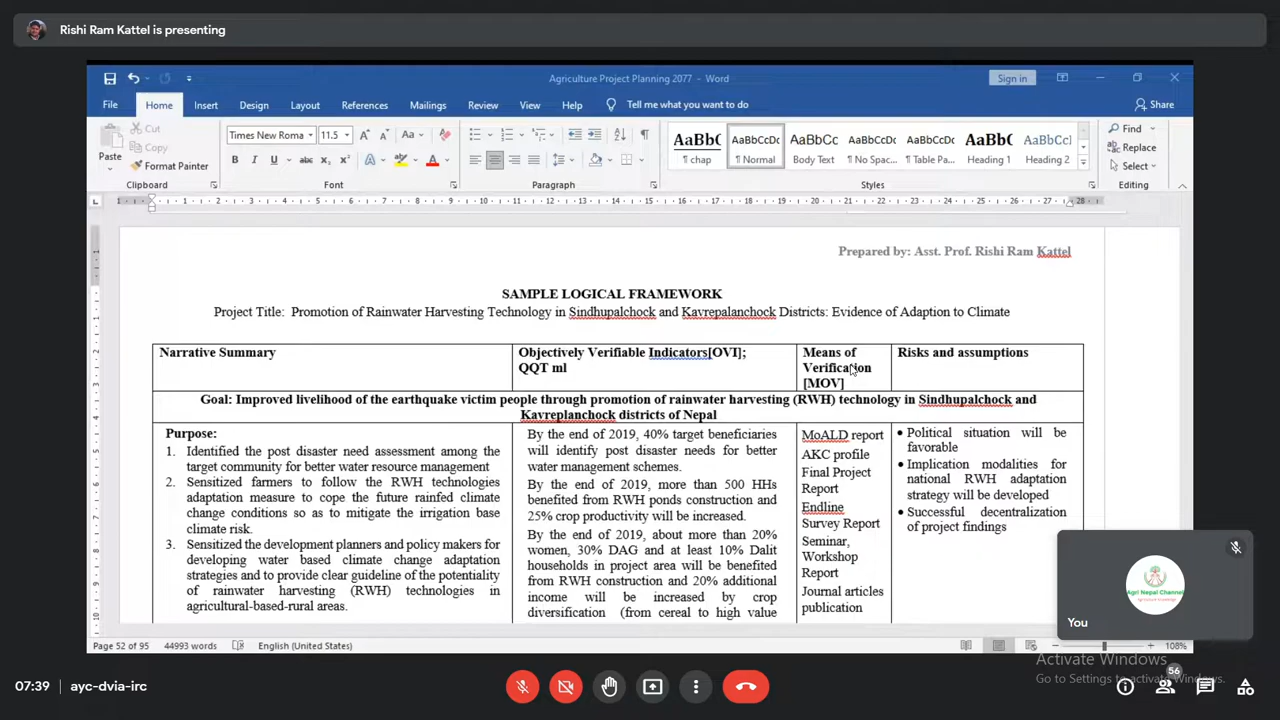 Rishi Ram Kattel is presenting
Agriculture Project Planning 2077 - Word
Sign in
File Home Insert Design Layout References Mailings Review View Help Tell me what you want to do Share
Paste
Cut
Copy
Format Painter
Clipboard
Times New Roma 11.5
Font
Paragraph
AaBbC AaBbCcDc AaBbCc AaBbCcDc AaBbCcDc AaBbC AaBbCcI
¶ chap ¶ Normal Body Text ¶ No Spac... ¶ Table Pa... Heading 1 Heading 2
Styles
Find
Replace
Select
Editing
Prepared by: Asst. Prof. Rishi Ram Kattel
SAMPLE LOGICAL FRAMEWORK
Project Title: Promotion of Rainwater Harvesting Technology in Sindhupalchock and Kavrepalanchock Districts: Evidence of Adaption to Climate
Narrative Summary
Objectively Verifiable Indicators[OVI];
QQT ml
Means of
Verification
[MOV]
Risks and assumptions
Goal: Improved livelihood of the earthquake victim people through promotion of rainwater harvesting (RWH) technology in Sindhupalchock and
Kavreplanchock districts of Nepal
Purpose:
1. Identified the post disaster need assessment among the
target community for better water resource management
2. Sensitized farmers to follow the RWH technologies
adaptation measure to cope the future rainfed climate
change conditions so as to mitigate the irrigation base
climate risk.
3. Sensitized the development planners and policy makers for
developing water based climate change adaptation
strategies and to provide clear guideline of the potentiality
of rainwater harvesting (RWH) technologies in
agricultural-based-rural areas.
By the end of 2019, 40% target beneficiaries
will identify post disaster needs for better
water management schemes.
By the end of 2019, more than 500 HHs
benefited from RWH ponds construction and
25% crop productivity will be increased.
By the end of 2019, about more than 20%
women, 30% DAG and at least 10% Dalit
households in project area will be benefited
from RWH construction and 20% additional
income will be increased by crop
diversification (from cereal to high value
MoALD report
AKC profile
Final Project
Report
Endline
Survey Report
Seminar,
Workshop
Report
Journal articles
publication
• Political situation will be
favorable
• Implication modalities for
national RWH adaptation
strategy will be developed
• Successful decentralization
of project findings
Agri Nepal Channel
You
Page 52 of 95 44993 words English (United States)
108%
Activate Windows
Go to Settings to activate Windows.
07:39 | ayc-dvia-irc
56